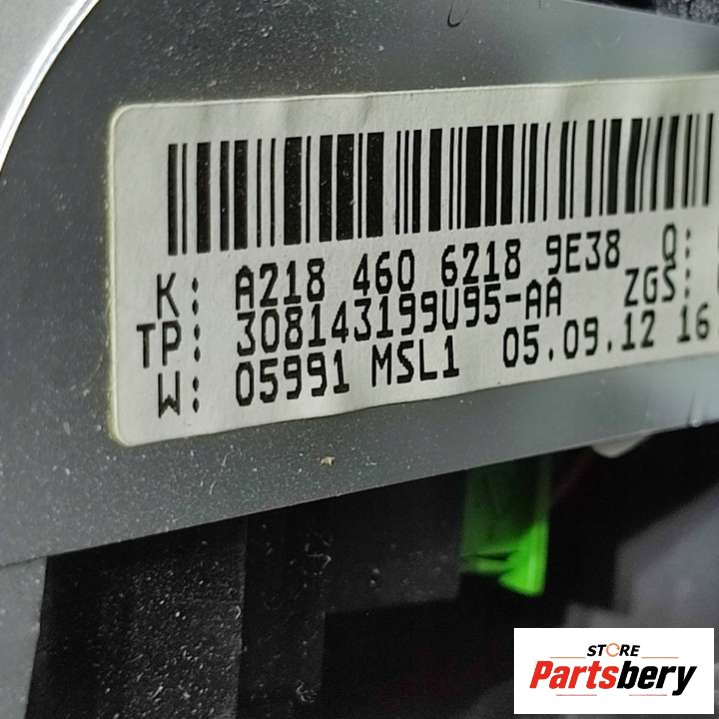 K: A218 460 6218 9E38 Q:
TP: 308143199U95-AA ZGS:
W: 05991 MSL1 05.09.12 16
STORE
Partsbery